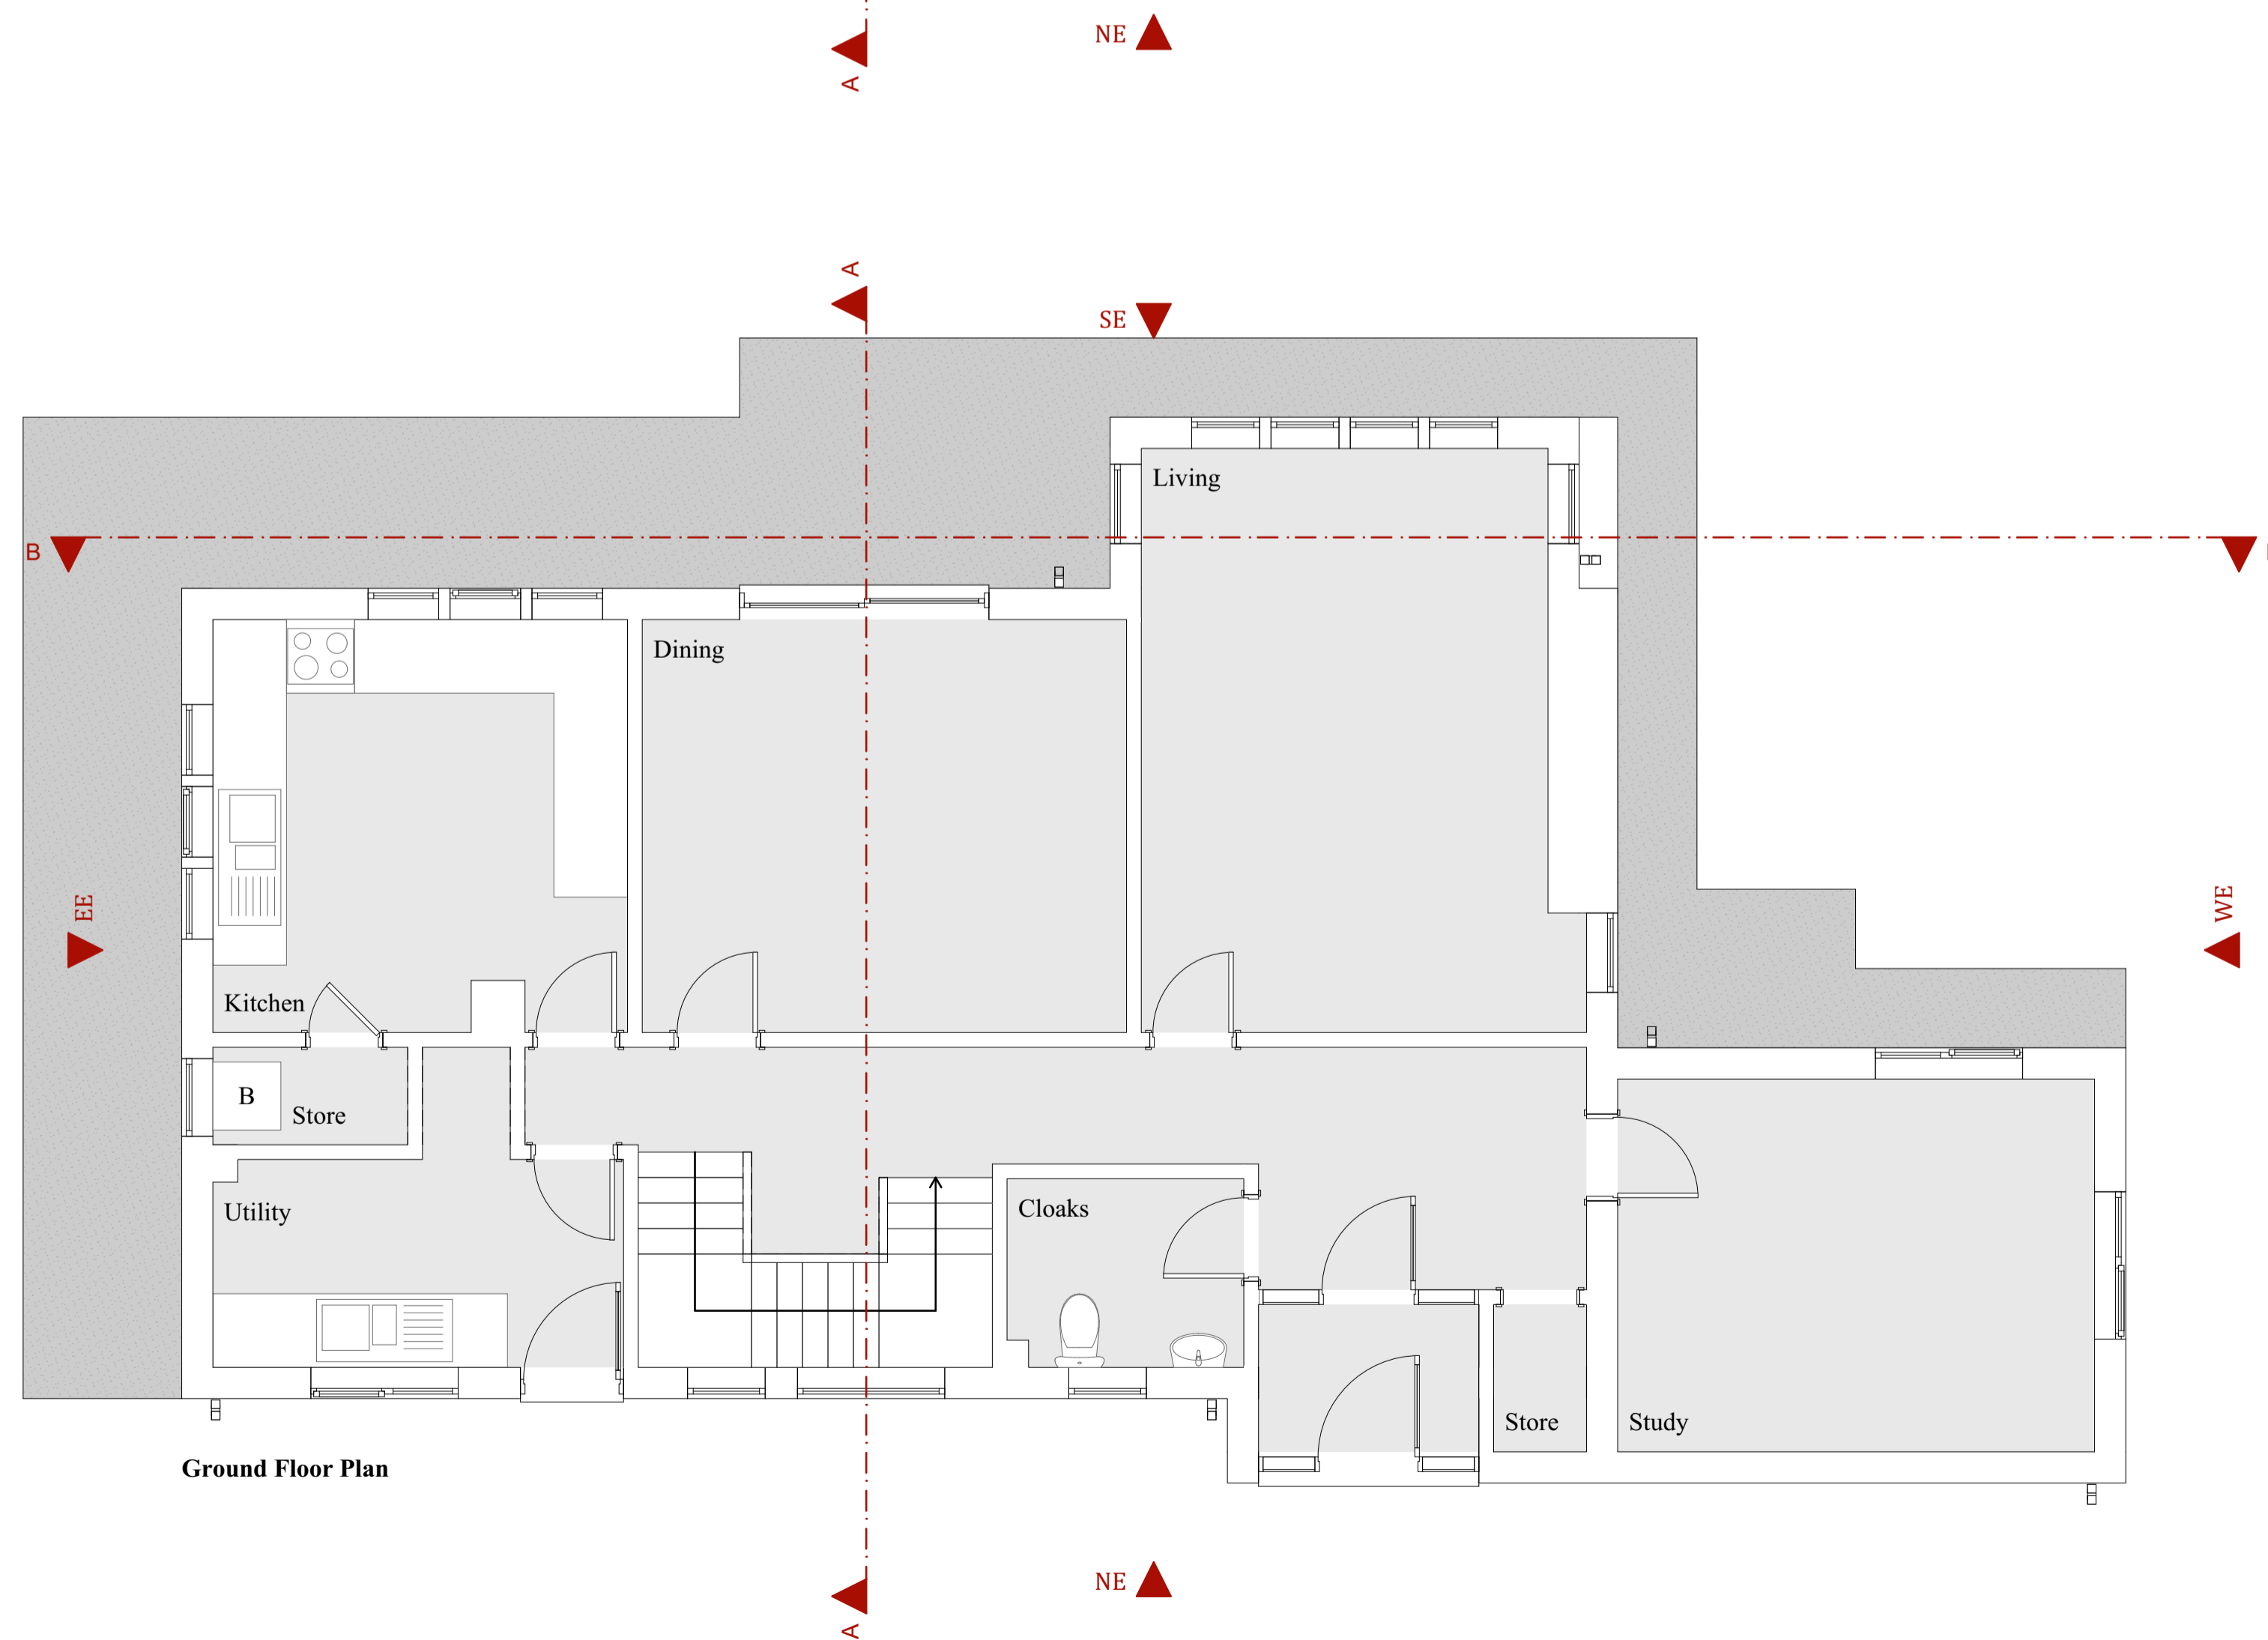 NE
A
A
SE
Living
B
Dining
EE
WE
Kitchen
B
Store
Utility
Cloaks
Store
Study
Ground Floor Plan
NE
A